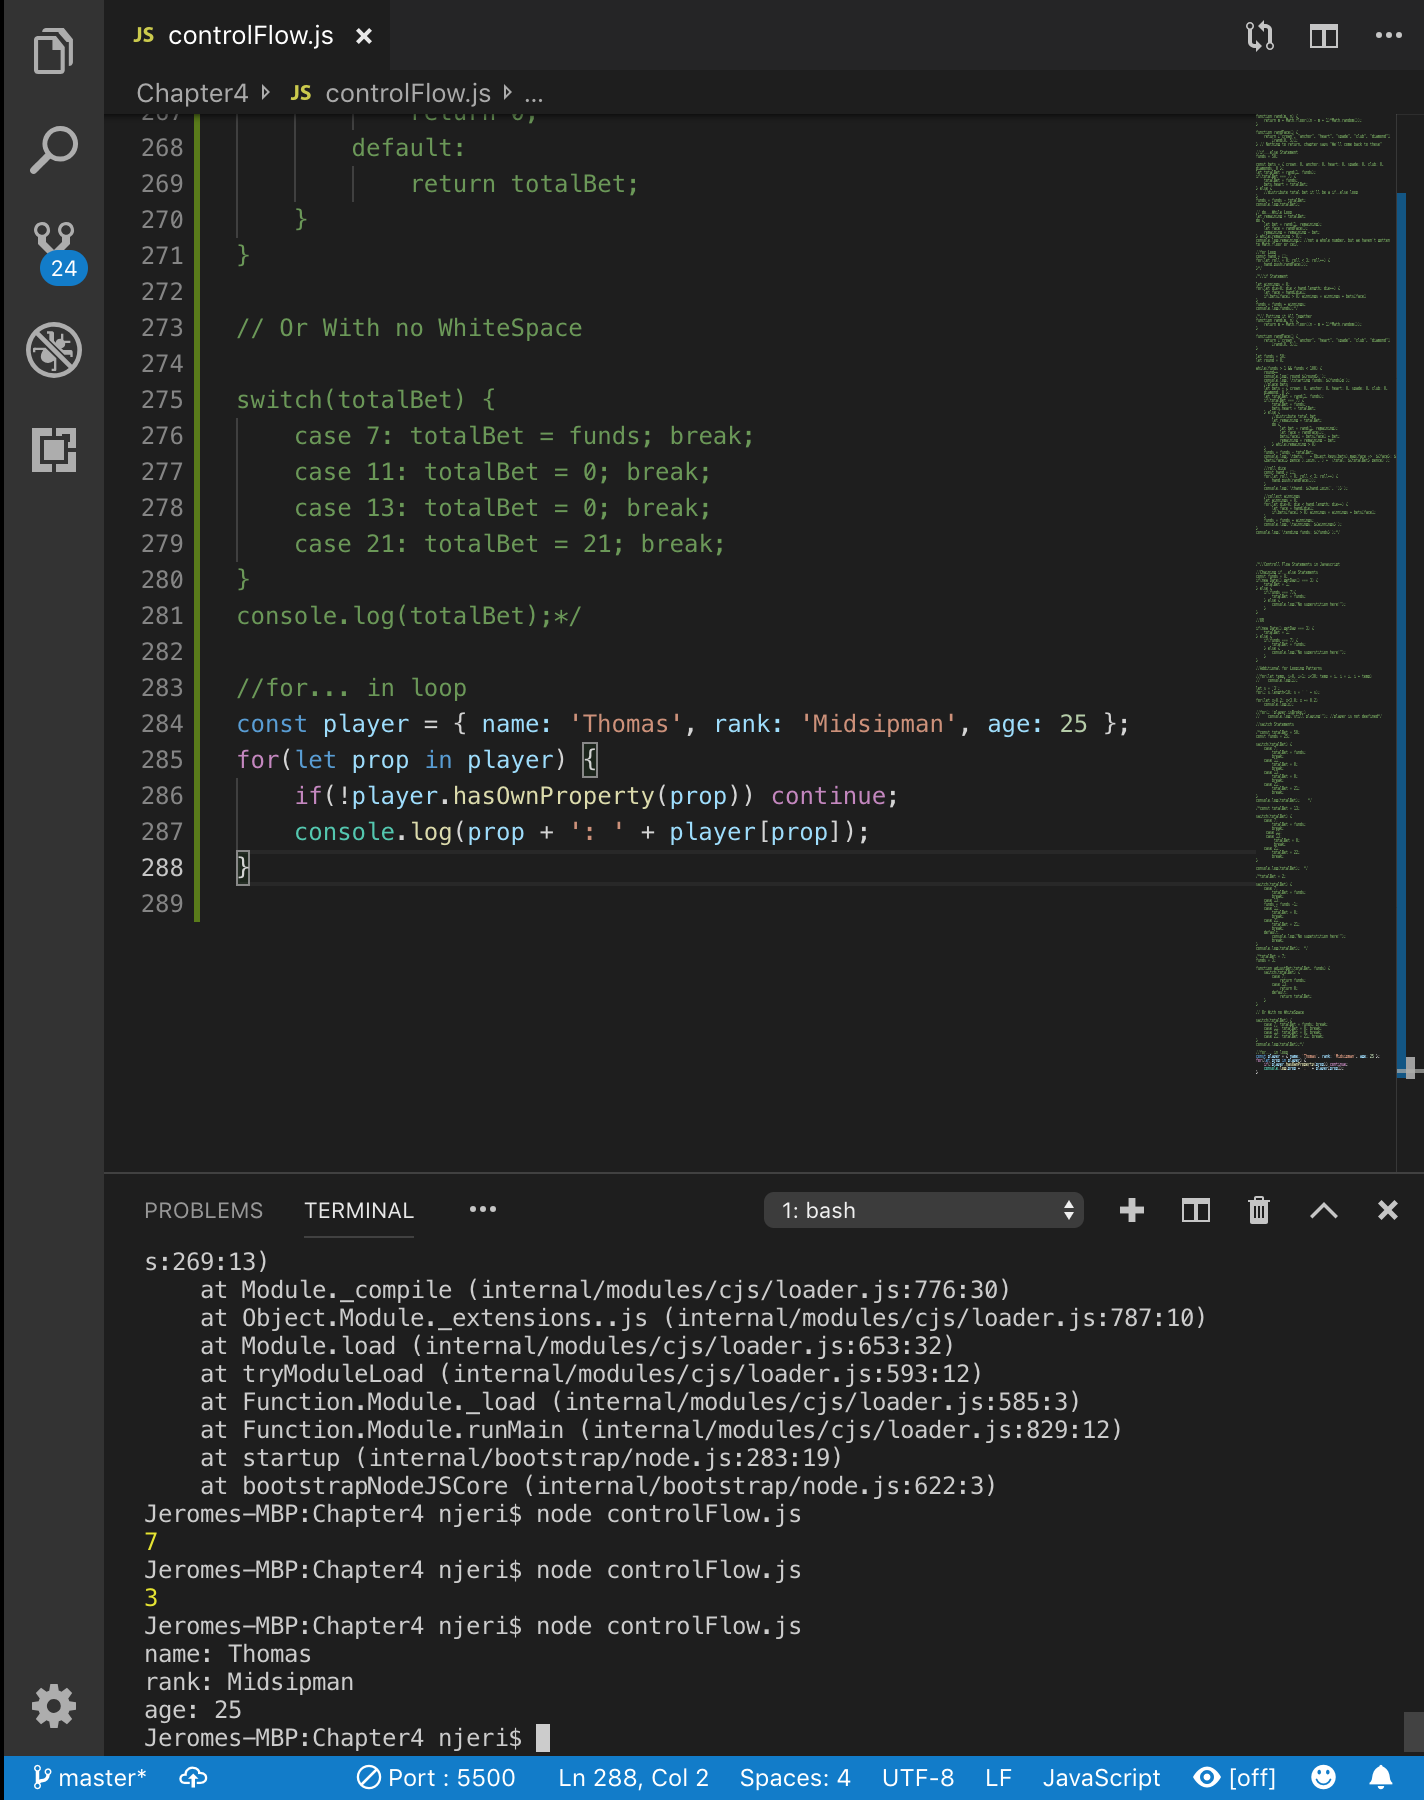 JS controlFlow.js ×
Chapter4 JS controlFlow.js ...
267 return 0;
268 default:
269 return totalBet;
270 }
271 }
272
273 // Or With no WhiteSpace
274
275 switch(totalBet) {
276 case 7: totalBet = funds; break;
277 case 11: totalBet = 0; break;
278 case 13: totalBet = 0; break;
279 case 21: totalBet = 21; break;
280 }
281 console.log(totalBet);*/
282
283 //for... in loop
284 const player = { name: 'Thomas', rank: 'Midsipman', age: 25 };
285 for(let prop in player) {
286 if(!player.hasOwnProperty(prop)) continue;
287 console.log(prop + ': ' + player[prop]);
288 }
289
24
PROBLEMS TERMINAL ... 1: bash
s:269:13)
at Module._compile (internal/modules/cjs/loader.js:776:30)
at Object.Module._extensions..js (internal/modules/cjs/loader.js:787:10)
at Module.load (internal/modules/cjs/loader.js:653:32)
at tryModuleLoad (internal/modules/cjs/loader.js:593:12)
at Function.Module._load (internal/modules/cjs/loader.js:585:3)
at Function.Module.runMain (internal/modules/cjs/loader.js:829:12)
at startup (internal/bootstrap/node.js:283:19)
at bootstrapNodeJSCore (internal/bootstrap/node.js:622:3)
Jeromes-MBP:Chapter4 njeri$ node controlFlow.js
7
Jeromes-MBP:Chapter4 njeri$ node controlFlow.js
3
Jeromes-MBP:Chapter4 njeri$ node controlFlow.js
name: Thomas
rank: Midsipman
age: 25
Jeromes-MBP:Chapter4 njeri$
master* Port : 5500 Ln 288, Col 2 Spaces: 4 UTF-8 LF JavaScript [off]